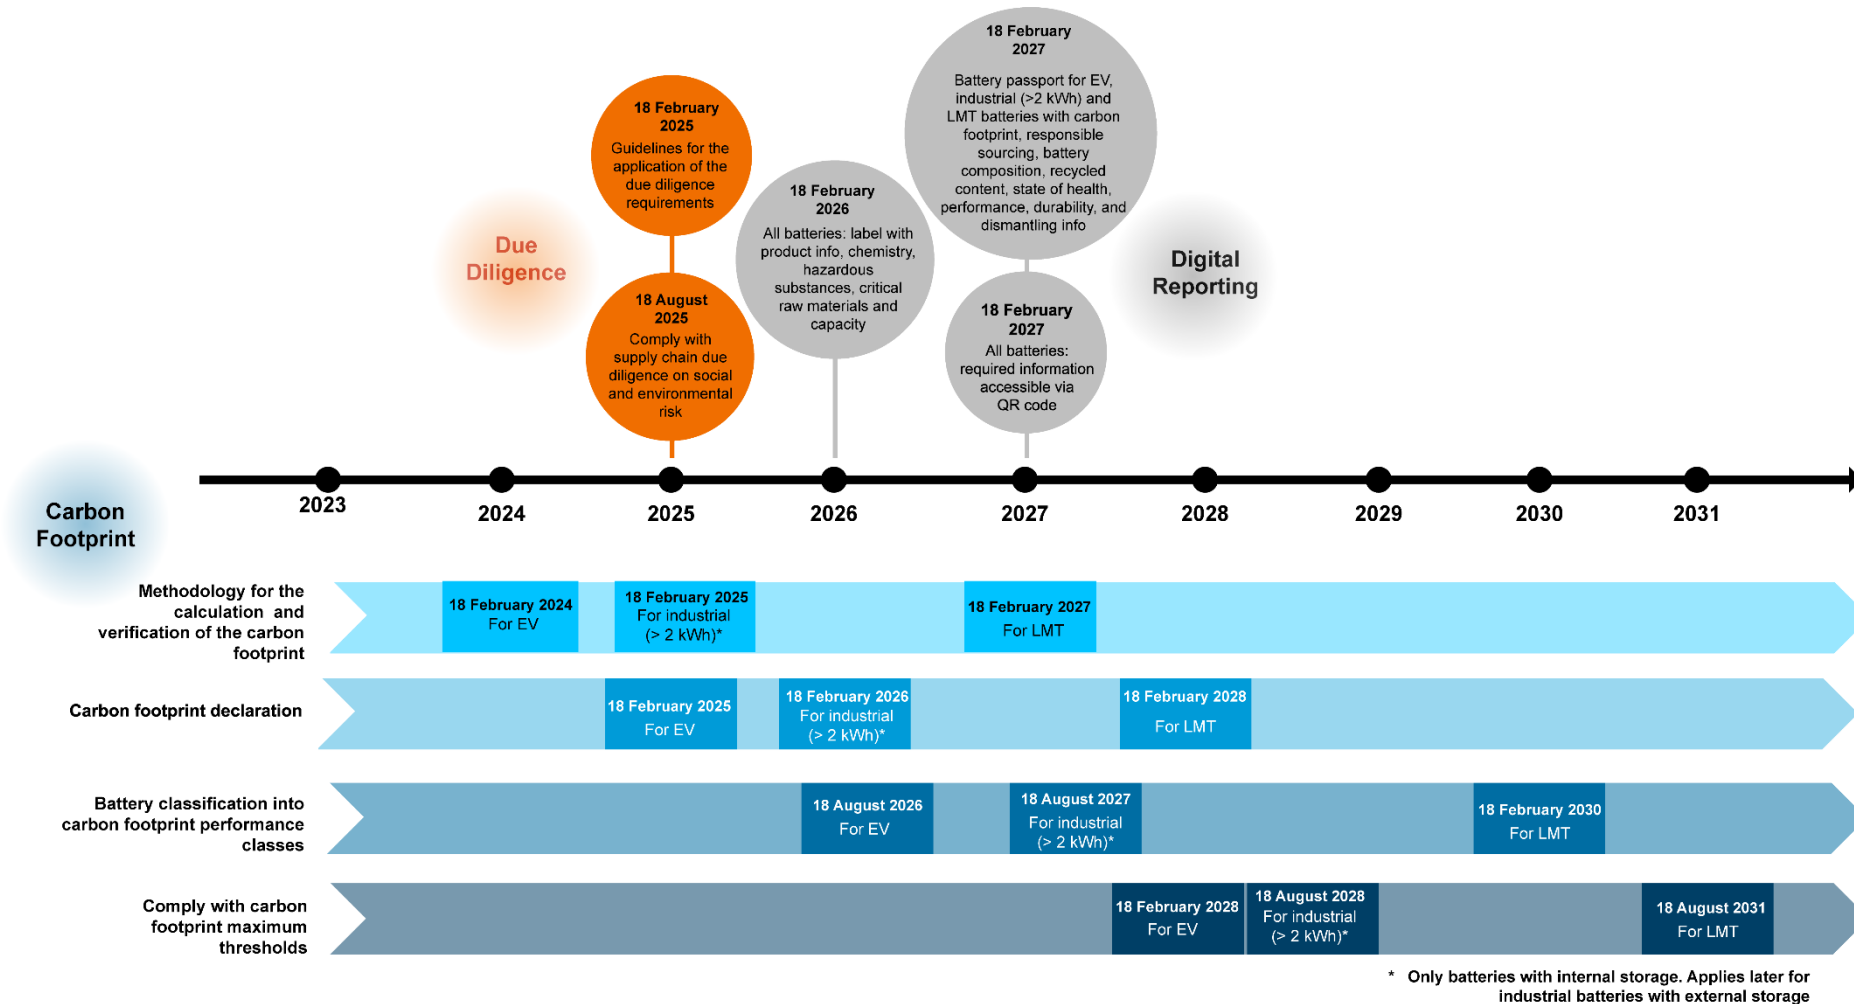 18 February
2027
Battery passport for EV,
industrial (>2 kWh) and
LMT batteries with carbon
footprint, responsible
sourcing, battery
composition, recycled
content, state of health,
performance, durability, and
dismantling info
18 February
2025
Guidelines for the
application of the
due diligence
requirements
18 February
2026
All batteries: label with
product info, chemistry,
hazardous
substances, critical
raw materials and
capacity
Due
Diligence
Digital
Reporting
18 August
2025
Comply with
supply chain due
diligence on social
and environmental
risk
18 February
2027
All batteries:
required information
accessible via
QR code
Carbon
Footprint
2023
2024
2025
2026
2027
2028
2029
2030
2031
Methodology for the
calculation and
verification of the carbon
footprint
18 February 2024
For EV
18 February 2025
For industrial
(> 2 kWh)*
18 February 2027
For LMT
Carbon footprint declaration
18 February 2025
For EV
18 February 2026
For industrial
(> 2 kWh)*
18 February 2028
For LMT
Battery classification into
carbon footprint performance
classes
18 August 2026
For EV
18 August 2027
For industrial
(> 2 kWh)*
18 February 2030
For LMT
Comply with carbon
footprint maximum
thresholds
18 February 2028
For EV
18 August 2028
For industrial
(> 2 kWh)*
18 August 2031
For LMT
* Only batteries with internal storage. Applies later for
industrial batteries with external storage